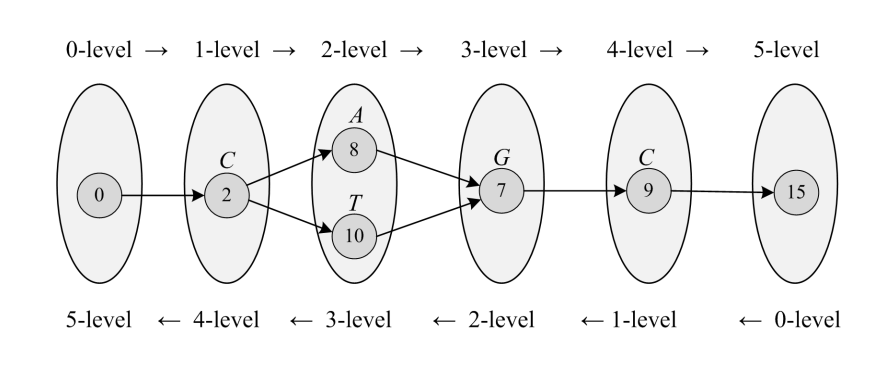 0-level → 1-level → 2-level → 3-level → 4-level → 5-level
A
C
8
G
C
0
2
T
7
9
15
10
5-level ← 4-level ← 3-level ← 2-level ← 1-level ← 0-level